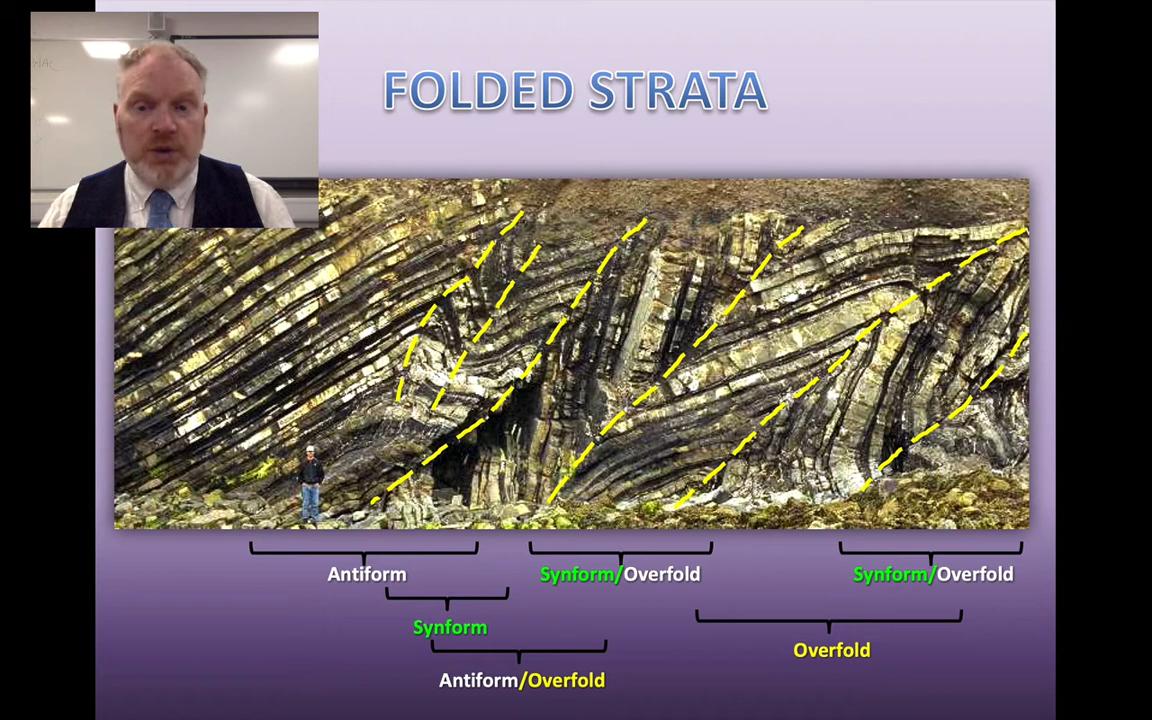 FOLDED STRATA
Antiform
Synform/Overfold
Synform/Overfold
Synform
Overfold
Antiform/Overfold